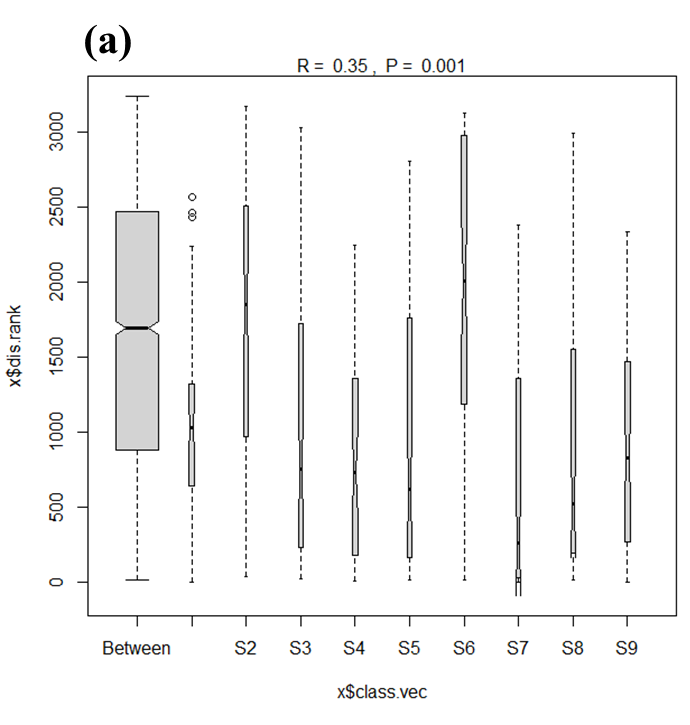 (a)
R = 0.35 , P = 0.001
x$dis.rank
3000
2500
2000
1500
1000
500
0
Between S2 S3 S4 S5 S6 S7 S8 S9
x$class.vec